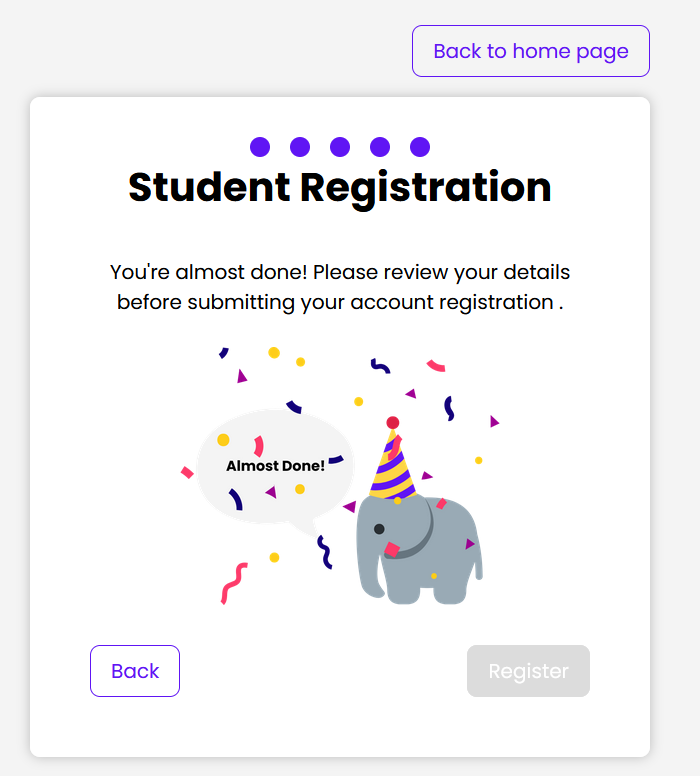 Back to home page
Student Registration
You're almost done! Please review your details
before submitting your account registration .
Almost Done!
Back
Register